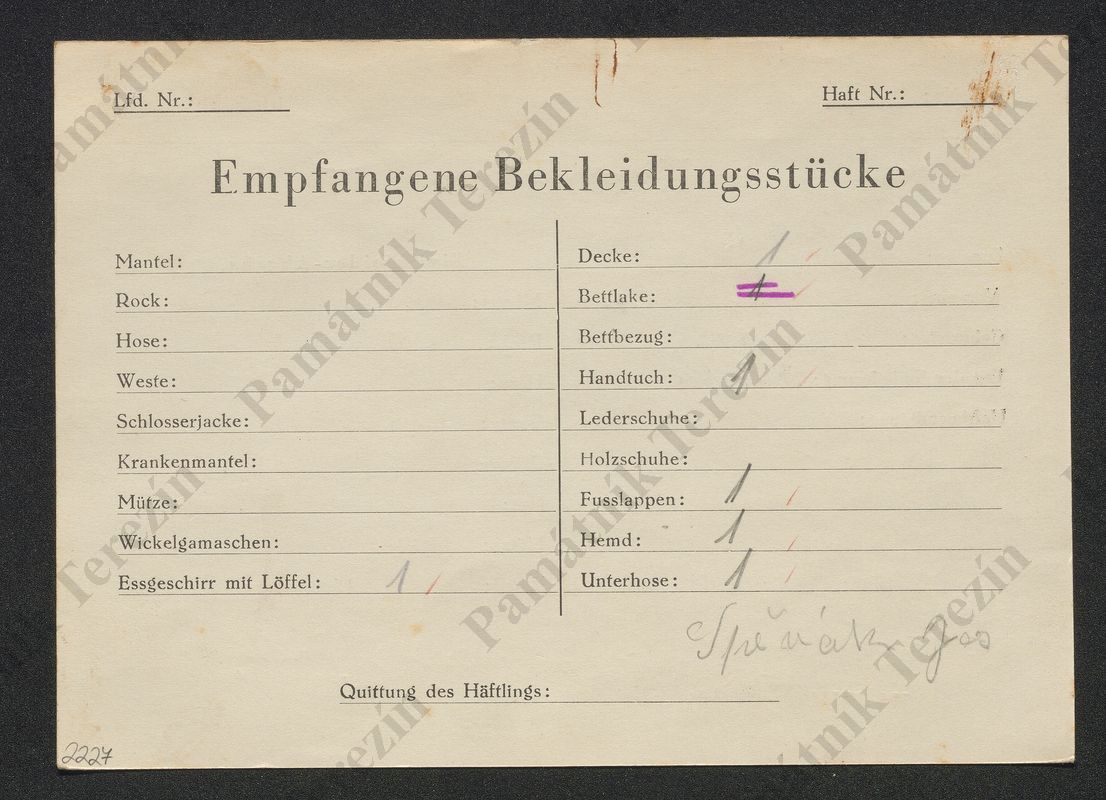 Lfd. Nr.:
Haft Nr.:
Empfangene Bekleidungsstücke
Mantel:
Rock:
Hose:
Weste:
Schlosserjacke:
Krankenmantel:
Mütze:
Wickelgamaschen:
Essgeschirr mit Löffel: 1
Decke: 1
Bettlake: 1
Bettbezug:
Handtuch: 1
Lederschuhe:
Holzschuhe:
Fusslappen: 1
Hemd: 1
Unterhose: 1
Spěvák Jos
Quittung des Häftlings:
2227
Památník Terezín